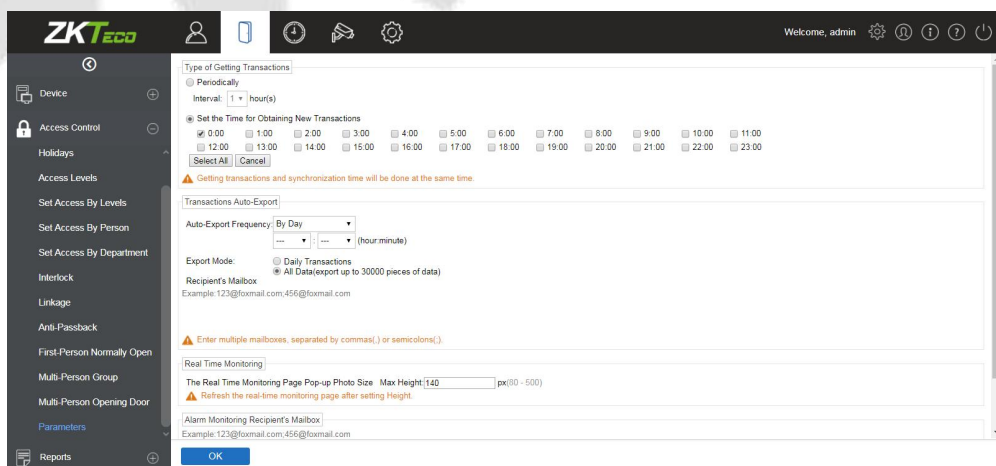 ZKTeco
Welcome, admin
Device
Access Control
Holidays
Access Levels
Set Access By Levels
Set Access By Person
Set Access By Department
Interlock
Linkage
Anti-Passback
First-Person Normally Open
Multi-Person Group
Multi-Person Opening Door
Parameters
Reports
Type of Getting Transactions
Periodically
Interval: 1 hour(s)
Set the Time for Obtaining New Transactions
0:00 1:00 2:00 3:00 4:00 5:00 6:00 7:00 8:00 9:00 10:00 11:00
12:00 13:00 14:00 15:00 16:00 17:00 18:00 19:00 20:00 21:00 22:00 23:00
Select All Cancel
Getting transactions and synchronization time will be done at the same time.
Transactions Auto-Export
Auto-Export Frequency: By Day
--- : --- (hour:minute)
Export Mode: Daily Transactions
All Data(export up to 30000 pieces of data)
Recipient's Mailbox
Example:123@foxmail.com;456@foxmail.com
Enter multiple mailboxes, separated by commas(,) or semicolons(;).
Real Time Monitoring
The Real Time Monitoring Page Pop-up Photo Size Max Height: 140 px(80 - 500)
Refresh the real-time monitoring page after setting Height.
Alarm Monitoring Recipient's Mailbox
Example:123@foxmail.com;456@foxmail.com
OK